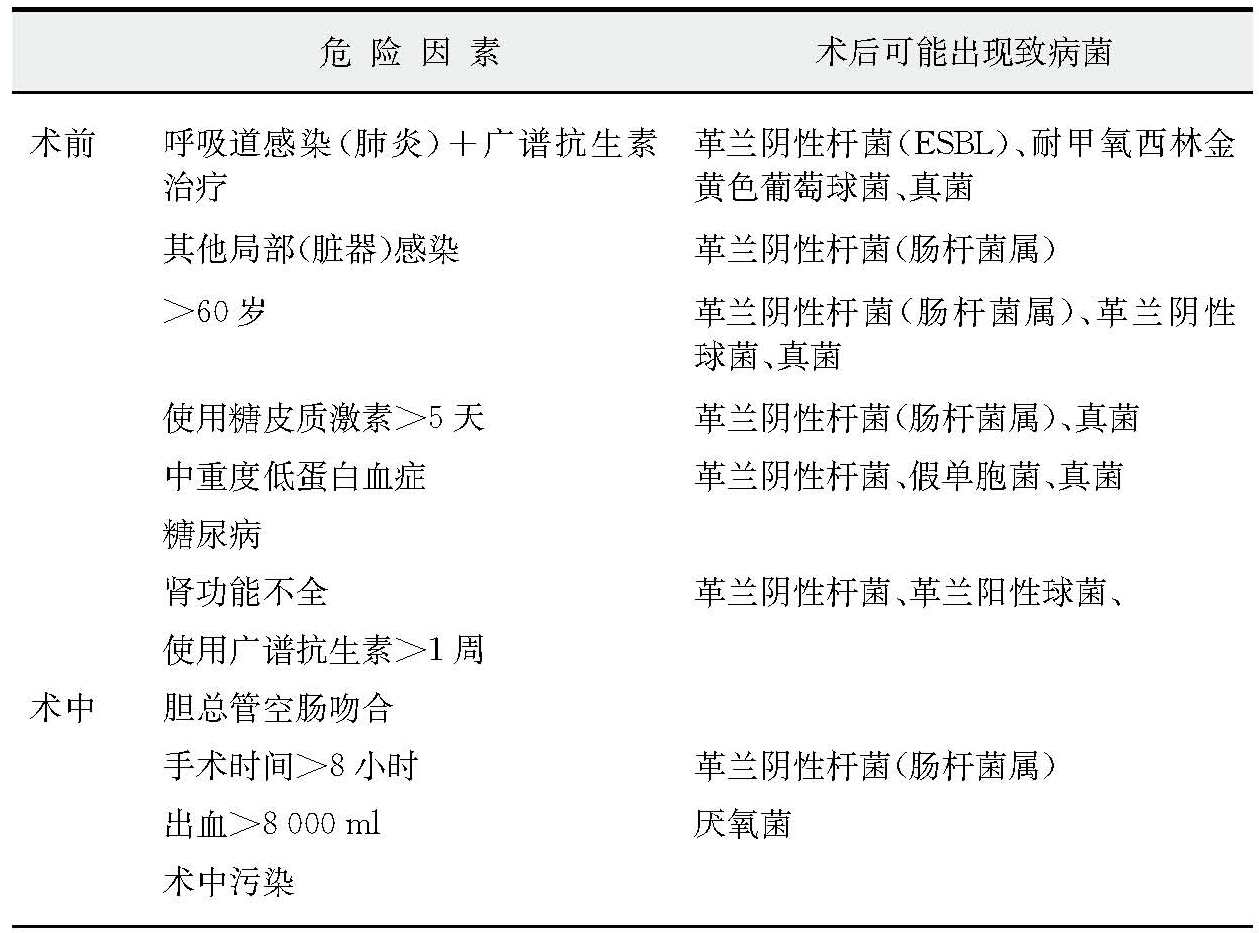 危险因素 术后可能出现致病菌
术前 呼吸道感染(肺炎)＋广谱抗生素 革兰阴性杆菌(ESBL)、耐甲氧西林金
治疗 黄色葡萄球菌、真菌
其他局部(脏器)感染 革兰阴性杆菌(肠杆菌属)
＞60岁 革兰阴性杆菌(肠杆菌属)、革兰阴性
球菌、真菌
使用糖皮质激素＞5天 革兰阴性杆菌(肠杆菌属)、真菌
中重度低蛋白血症 革兰阴性杆菌、假单胞菌、真菌
糖尿病
肾功能不全 革兰阴性杆菌、革兰阳性球菌、
使用广谱抗生素＞1周
术中 胆总管空肠吻合
手术时间＞8小时 革兰阴性杆菌(肠杆菌属)
出血＞8 000 ml 厌氧菌
术中污染